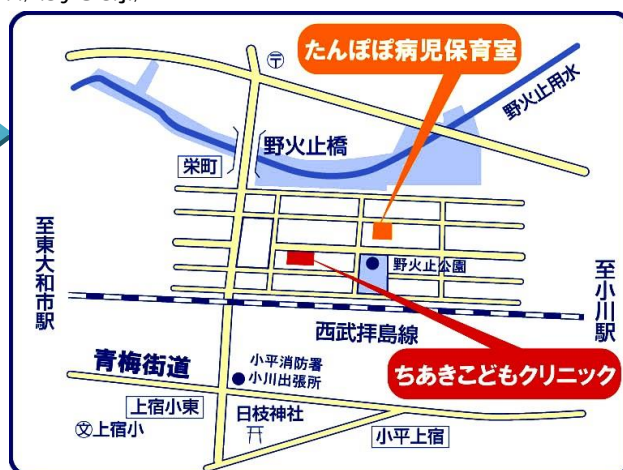 たんぽぽ病児保育室
〒
野火止用水
野火止橋
栄町
至東大和市駅
野火止公園
至小川駅
西武拝島線
ちあきこどもクリニック
青梅街道
小平消防署
小川出張所
上宿小東
日枝神社
文上宿小
小平上宿